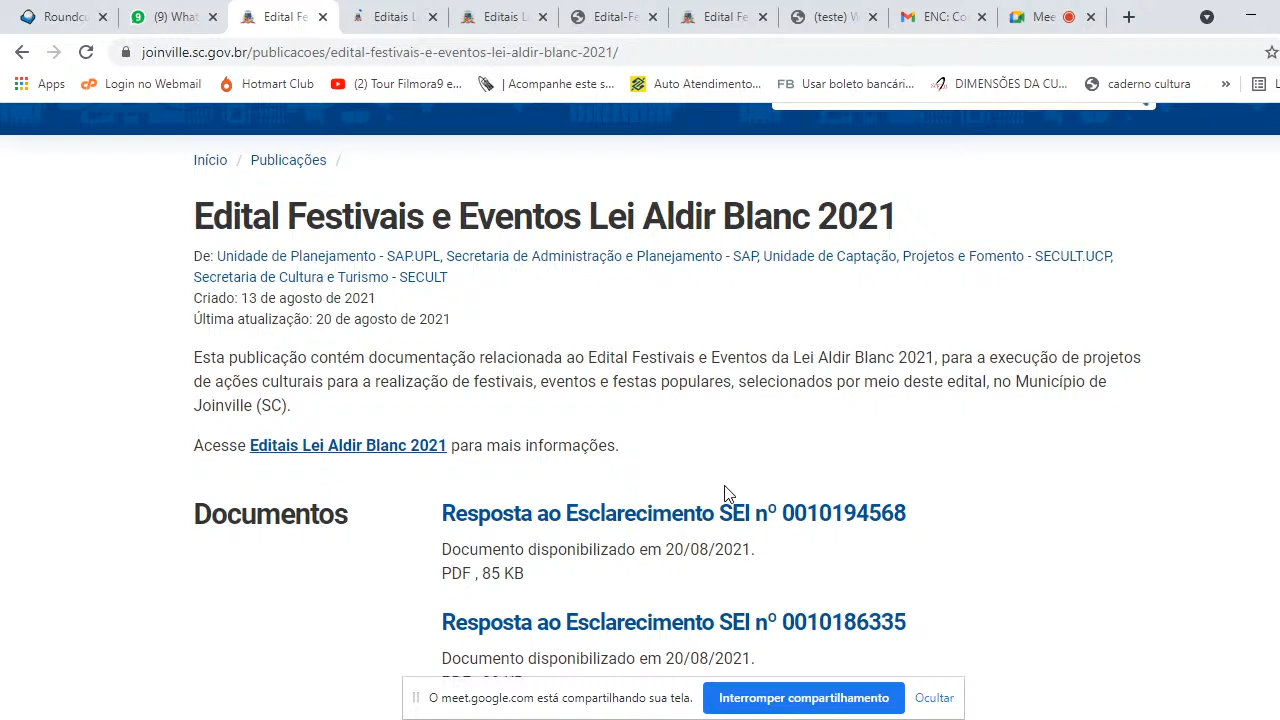 Roundcu
(9) What
Edital Fe
Editais L
Editais L
Edital-Fe
Edital Fe
(teste) W
ENC: Co
Mee
joinville.sc.gov.br/publicacoes/edital-festivais-e-eventos-lei-aldir-blanc-2021/
Apps
Login no Webmail
Hotmart Club
(2) Tour Filmora9 e...
| Acompanhe este s...
Auto Atendimento...
FB Usar boleto bancári...
DIMENSÕES DA CU...
caderno cultura
»
Início / Publicações /
Edital Festivais e Eventos Lei Aldir Blanc 2021
De: Unidade de Planejamento - SAP.UPL, Secretaria de Administração e Planejamento - SAP, Unidade de Captação, Projetos e Fomento - SECULT.UCP,
Secretaria de Cultura e Turismo - SECULT
Criado: 13 de agosto de 2021
Última atualização: 20 de agosto de 2021
Esta publicação contém documentação relacionada ao Edital Festivais e Eventos da Lei Aldir Blanc 2021, para a execução de projetos
de ações culturais para a realização de festivais, eventos e festas populares, selecionados por meio deste edital, no Município de
Joinville (SC).
Acesse Editais Lei Aldir Blanc 2021 para mais informações.
Documentos
Resposta ao Esclarecimento SEI nº 0010194568
Documento disponibilizado em 20/08/2021.
PDF , 85 KB
Resposta ao Esclarecimento SEI nº 0010186335
Documento disponibilizado em 20/08/2021.
O meet.google.com está compartilhando sua tela.
Interromper compartilhamento
Ocultar